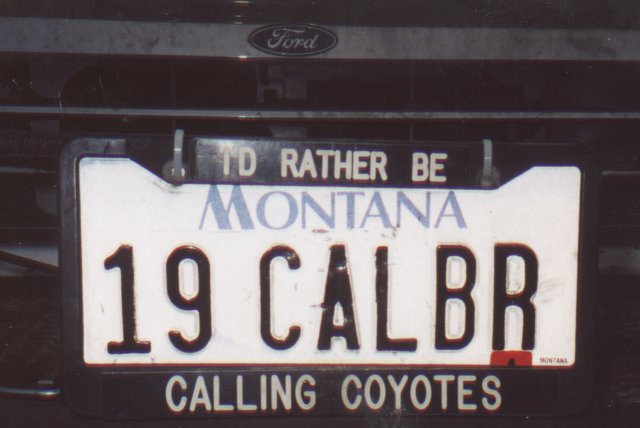 Ford
I'D RATHER BE
MONTANA
19 CALBR
MONTANA
CALLING COYOTES